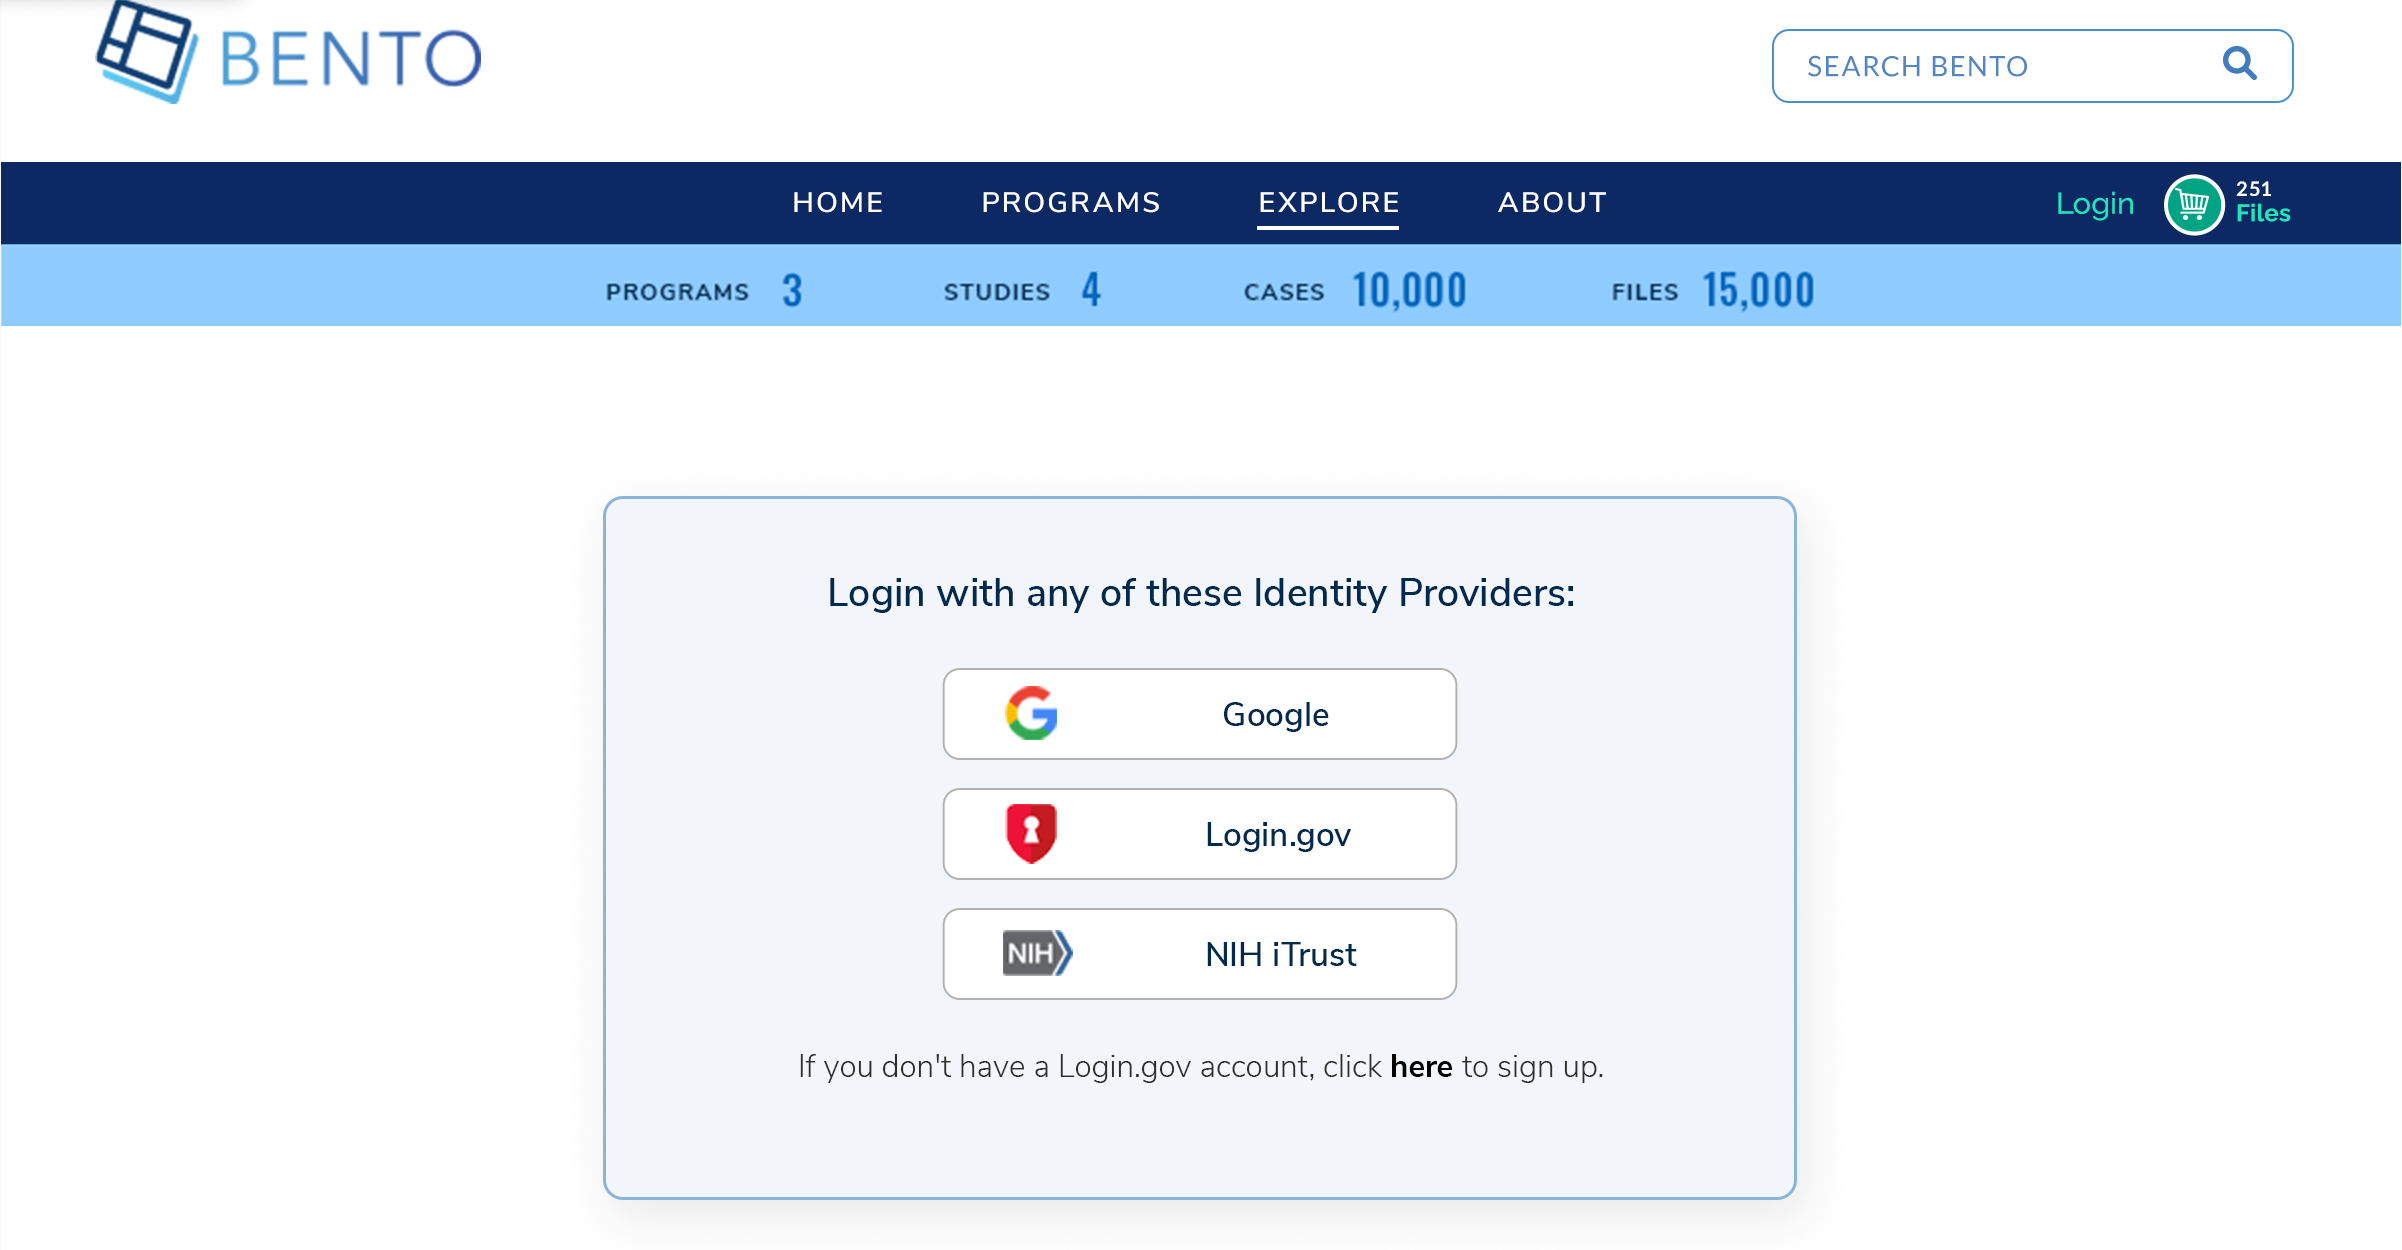 BENTO
SEARCH BENTO
HOME PROGRAMS EXPLORE ABOUT Login 251 Files
PROGRAMS 3 STUDIES 4 CASES 10,000 FILES 15,000
Login with any of these Identity Providers:
Google
Login.gov
NIH NIH iTrust
If you don't have a Login.gov account, click here to sign up.